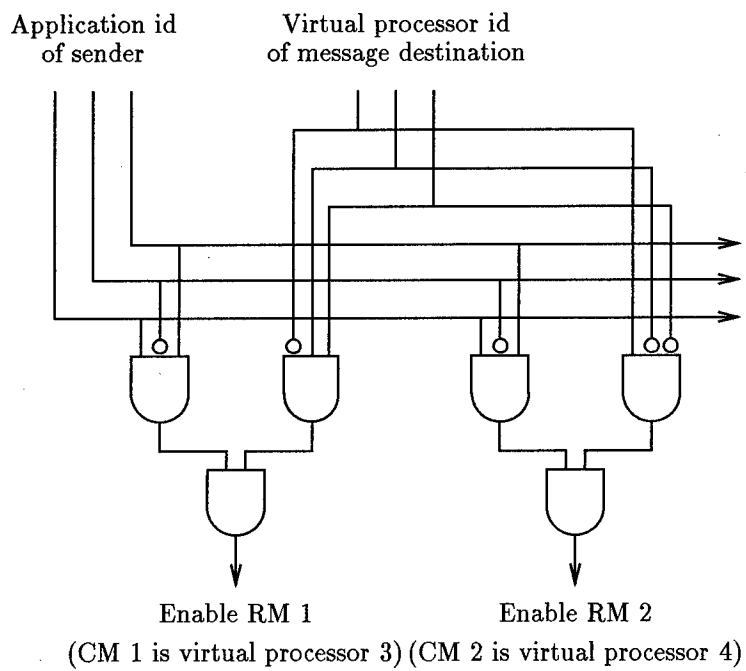 Application id
of sender
Virtual processor id
of message destination
Enable RM 1
(CM 1 is virtual processor 3)
Enable RM 2
(CM 2 is virtual processor 4)